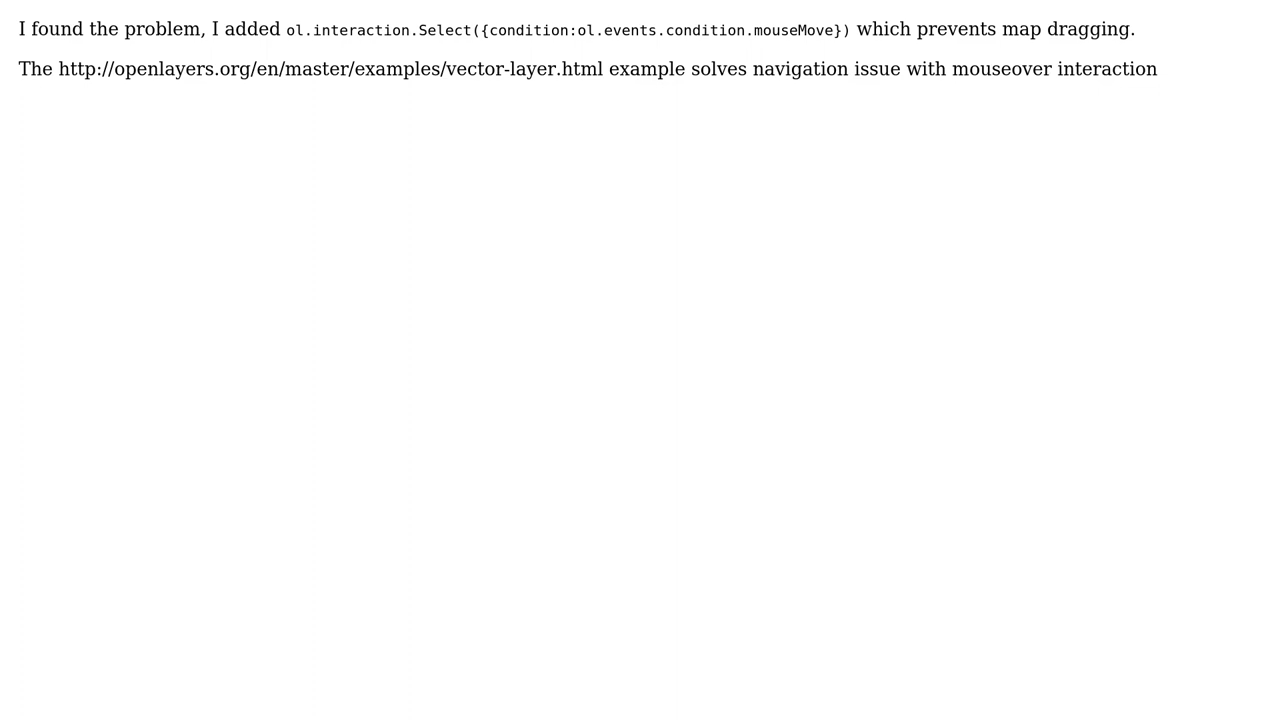 I found the problem, I added ol.interaction.Select({condition:ol.events.condition.mouseMove}) which prevents map dragging.
The http://openlayers.org/en/master/examples/vector-layer.html example solves navigation issue with mouseover interaction